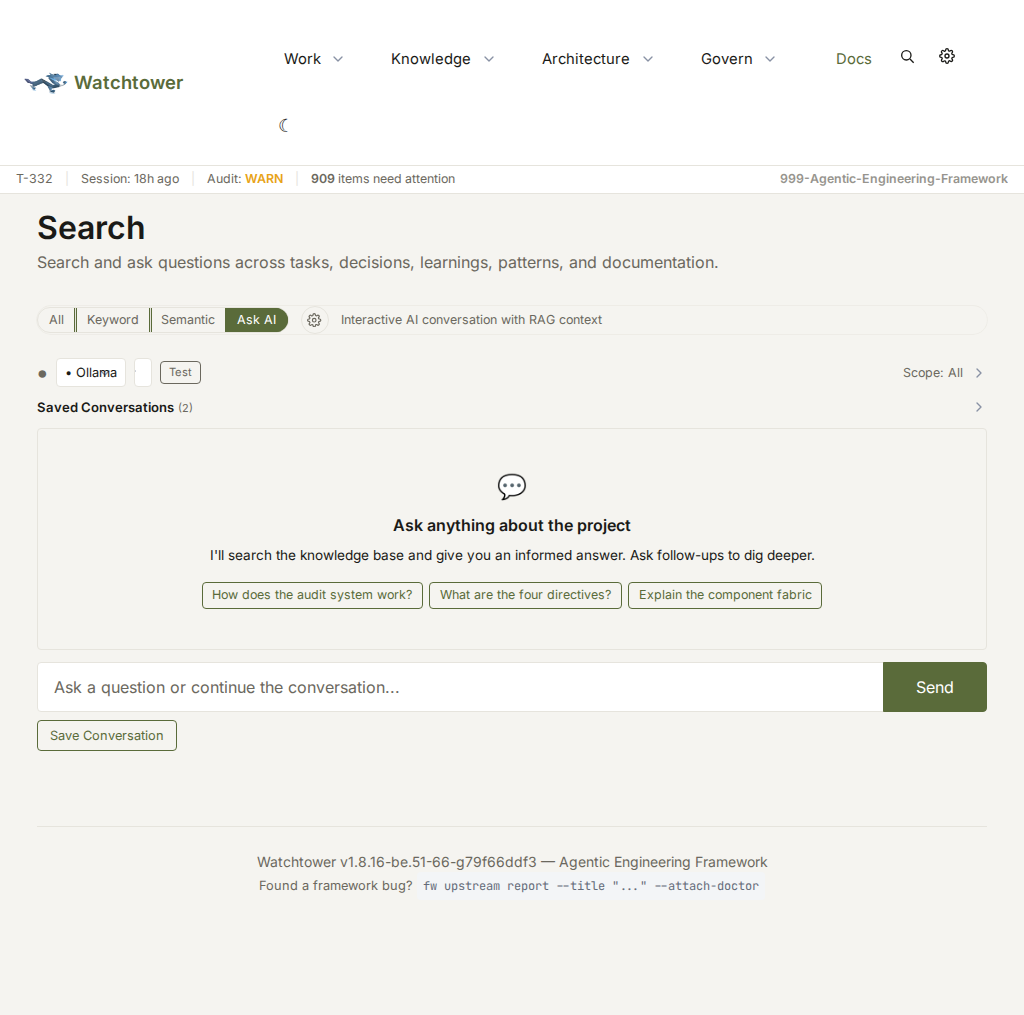 Watchtower
Work
Knowledge
Architecture
Govern
Docs
T-332
Session: 18h ago
Audit: WARN
909 items need attention
999-Agentic-Engineering-Framework
Search
Search and ask questions across tasks, decisions, learnings, patterns, and documentation.
All
Keyword
Semantic
Ask AI
Interactive AI conversation with RAG context
• Ollama
Test
Scope: All
Saved Conversations (2)
Ask anything about the project
I'll search the knowledge base and give you an informed answer. Ask follow-ups to dig deeper.
How does the audit system work?
What are the four directives?
Explain the component fabric
Ask a question or continue the conversation...
Send
Save Conversation
Watchtower v1.8.16-be.51-66-g79f66ddf3 — Agentic Engineering Framework
Found a framework bug? fw upstream report --title "..." --attach-doctor